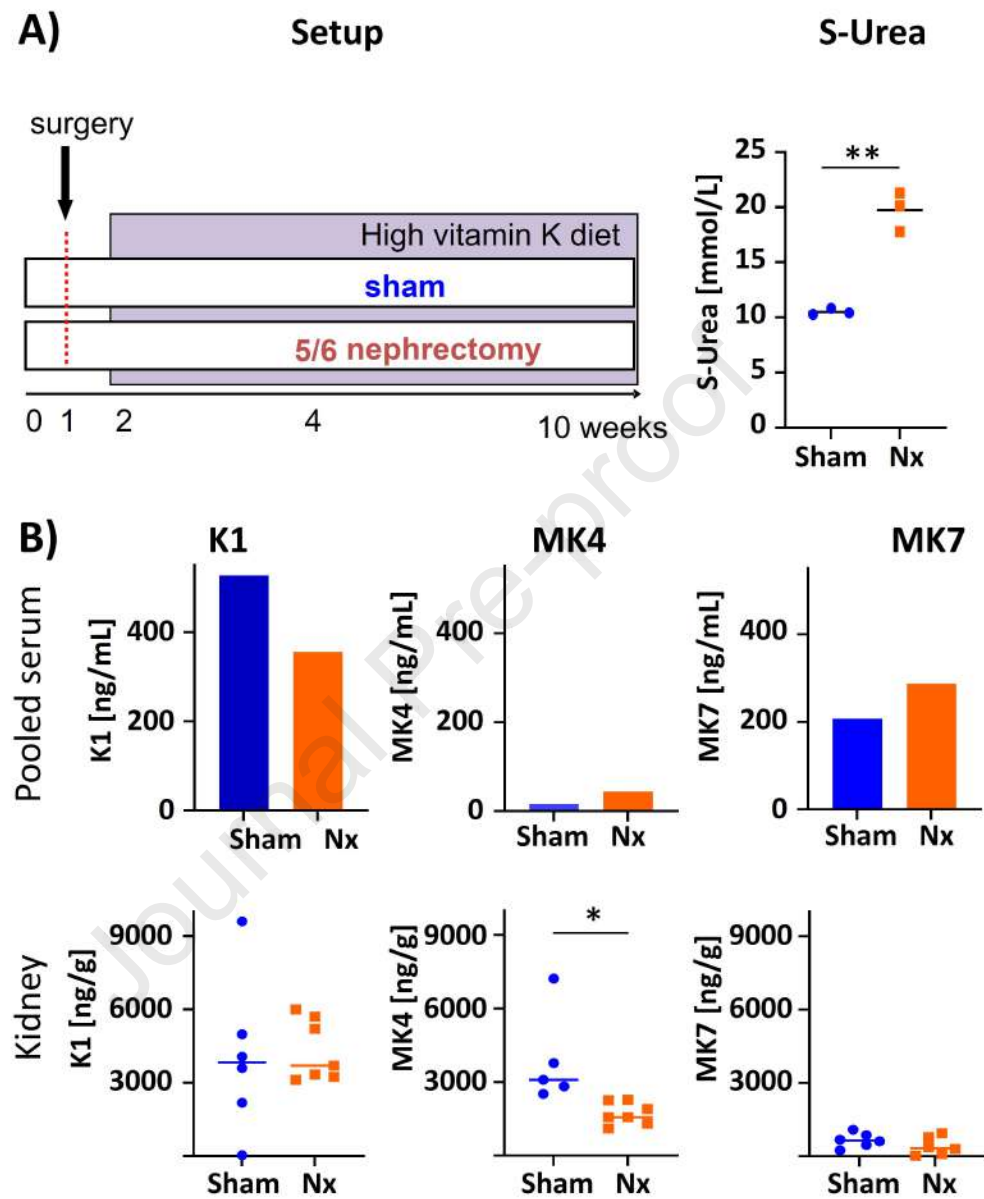 A) Setup S-Urea
surgery
High vitamin K diet
sham
5/6 nephrectomy
0 1 2 4 10 weeks
S-Urea [mmol/L]
25
20
15
10
5
0
**
Sham Nx
B)
K1 MK4 MK7
Pooled serum
K1 [ng/mL]
400
200
0
Sham Nx
MK4 [ng/mL]
400
200
0
Sham Nx
MK7 [ng/mL]
400
200
0
Sham Nx
Kidney
K1 [ng/g]
9000
6000
3000
Sham Nx
MK4 [ng/g]
9000
6000
3000
*
Sham Nx
MK7 [ng/g]
9000
6000
3000
Sham Nx
Journal Pre-proof